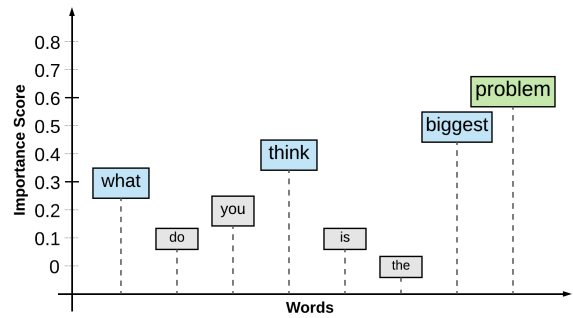 0.8
0.7
0.6
0.5
0.4
0.3
0.2
0.1
0
Importance Score
what
do
you
think
is
the
biggest
problem
Words